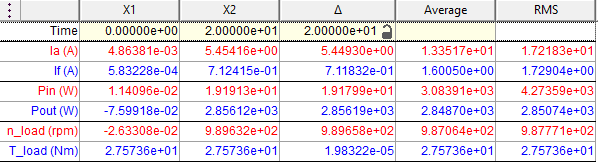 X1 X2 Δ Average RMS
Time 0.00000e+00 2.00000e+01 2.00000e+01
Ia (A) 4.86381e-03 5.45416e+00 5.44930e+00 1.33517e+01 1.72183e+01
If (A) 5.83228e-04 7.12415e-01 7.11832e-01 1.60050e+00 1.72904e+00
Pin (W) 1.14096e-02 1.91913e+01 1.91799e+01 3.08391e+03 4.27359e+03
Pout (W) -7.59918e-02 2.85612e+03 2.85619e+03 2.84870e+03 2.85074e+03
n_load (rpm) -2.63308e-02 9.89632e+02 9.89658e+02 9.87064e+02 9.87771e+02
T_load (Nm) 2.75736e+01 2.75736e+01 1.98322e-05 2.75736e+01 2.75736e+01